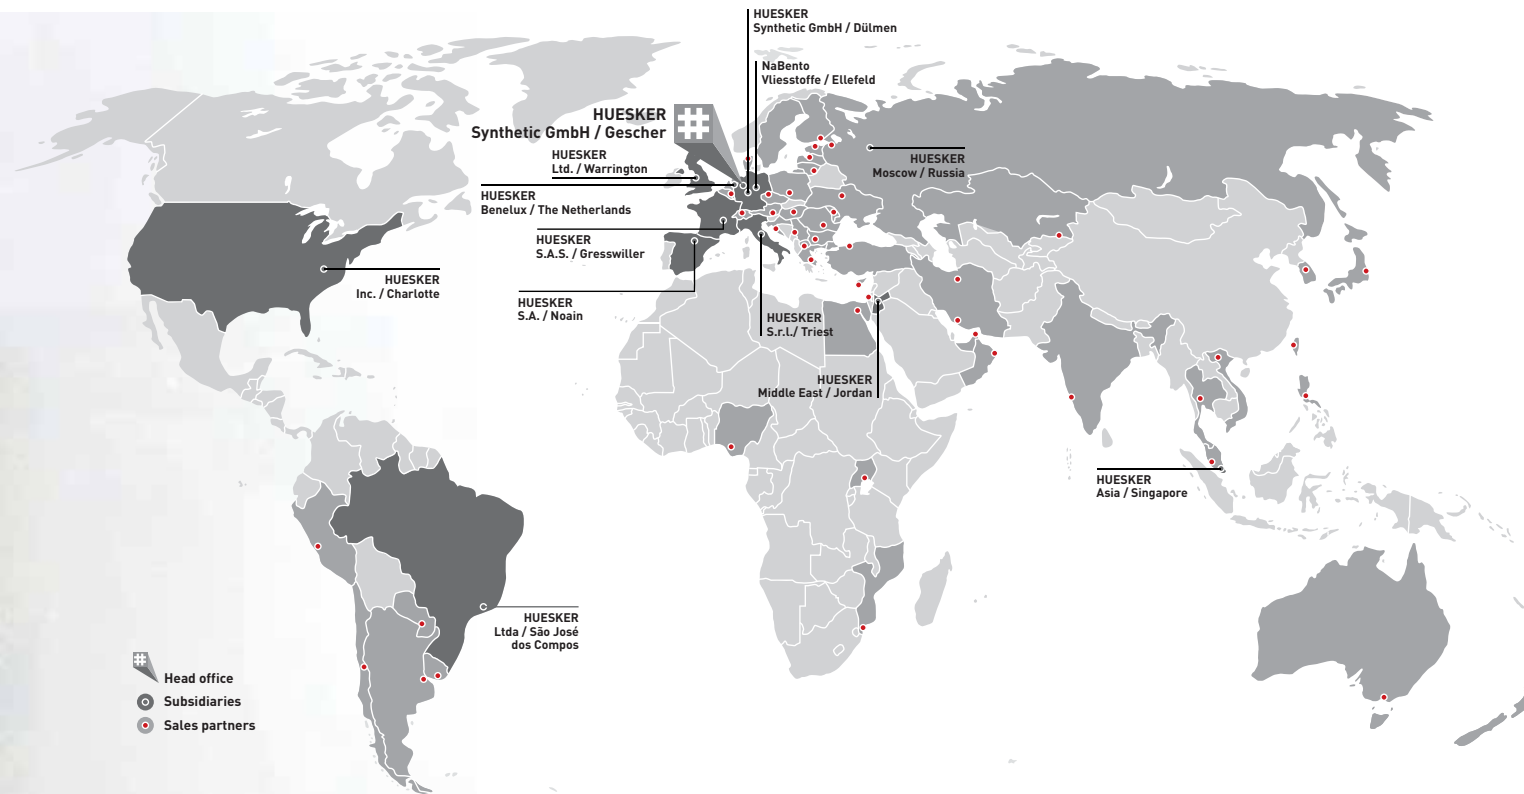 HUESKER
Synthetic GmbH / Dülmen
NaBento
Vliesstoffe / Ellefeld
HUESKER
Synthetic GmbH / Gescher
HUESKER
Ltd. / Warrington
HUESKER
Moscow / Russia
HUESKER
Benelux / The Netherlands
HUESKER
S.A.S. / Gresswiller
HUESKER
Inc. / Charlotte
HUESKER
S.A. / Noain
HUESKER
S.r.l./ Triest
HUESKER
Middle East / Jordan
HUESKER
Asia / Singapore
HUESKER
Ltda / São José
dos Compos
Head office
Subsidiaries
Sales partners